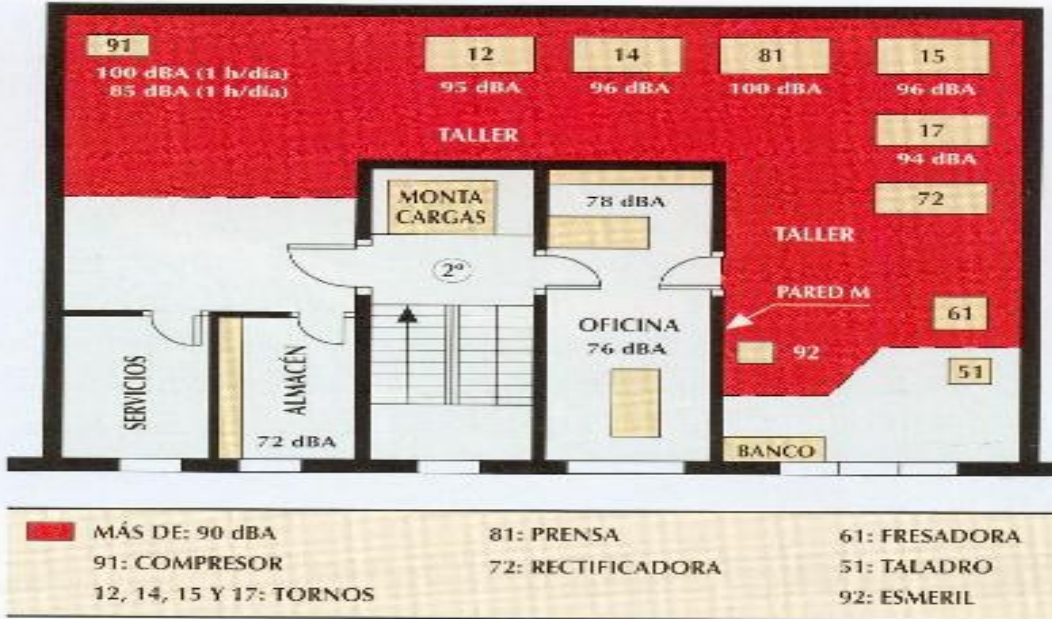 91
100 dBA (1 h/día)
85 dBA (1 h/día)
12
95 dBA
14
96 dBA
81
100 dBA
15
96 dBA
17
94 dBA
72
TALLER
MONTA
CARGAS
2º
78 dBA
TALLER
PARED M
61
92
51
OFICINA
76 dBA
SERVICIOS
ALMACÉN
72 dBA
BANCO
MÁS DE: 90 dBA
91: COMPRESOR
12, 14, 15 Y 17: TORNOS
81: PRENSA
72: RECTIFICADORA
61: FRESADORA
51: TALADRO
92: ESMERIL